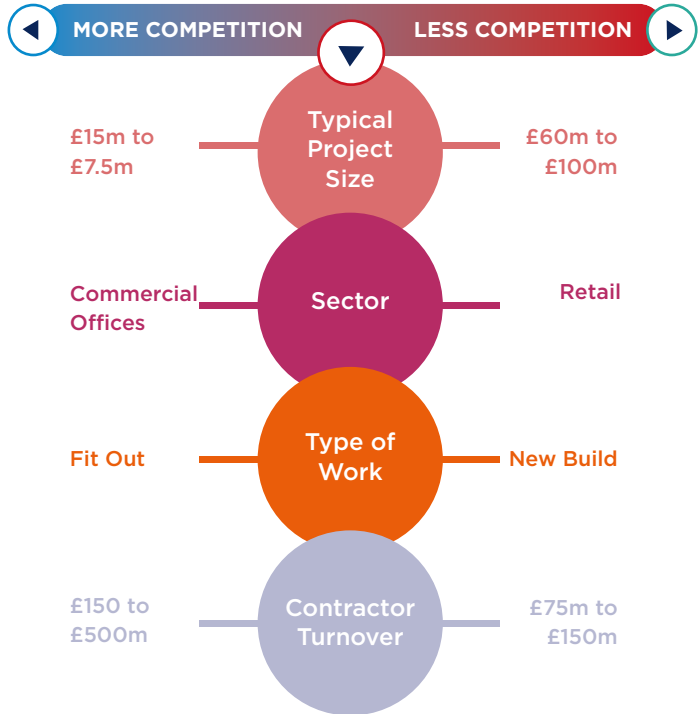 MORE COMPETITION
LESS COMPETITION
Typical
Project
Size
£15m to
£7.5m
£60m to
£100m
Sector
Commercial
Offices
Retail
Type of
Work
Fit Out
New Build
Contractor
Turnover
£150 to
£500m
£75m to
£150m